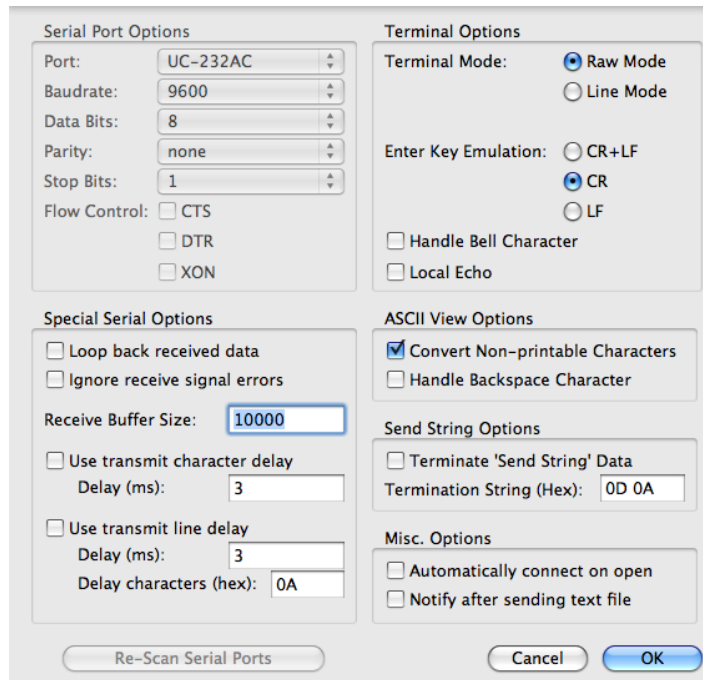 Serial Port Options
Port: UC-232AC
Baudrate: 9600
Data Bits: 8
Parity: none
Stop Bits: 1
Flow Control: CTS
DTR
XON
Special Serial Options
Loop back received data
Ignore receive signal errors
Receive Buffer Size: 10000
Use transmit character delay
Delay (ms): 3
Use transmit line delay
Delay (ms): 3
Delay characters (hex): 0A
Re-Scan Serial Ports
Terminal Options
Terminal Mode: Raw Mode
Line Mode
Enter Key Emulation: CR+LF
CR
LF
Handle Bell Character
Local Echo
ASCII View Options
Convert Non-printable Characters
Handle Backspace Character
Send String Options
Terminate 'Send String' Data
Termination String (Hex): 0D 0A
Misc. Options
Automatically connect on open
Notify after sending text file
Cancel OK